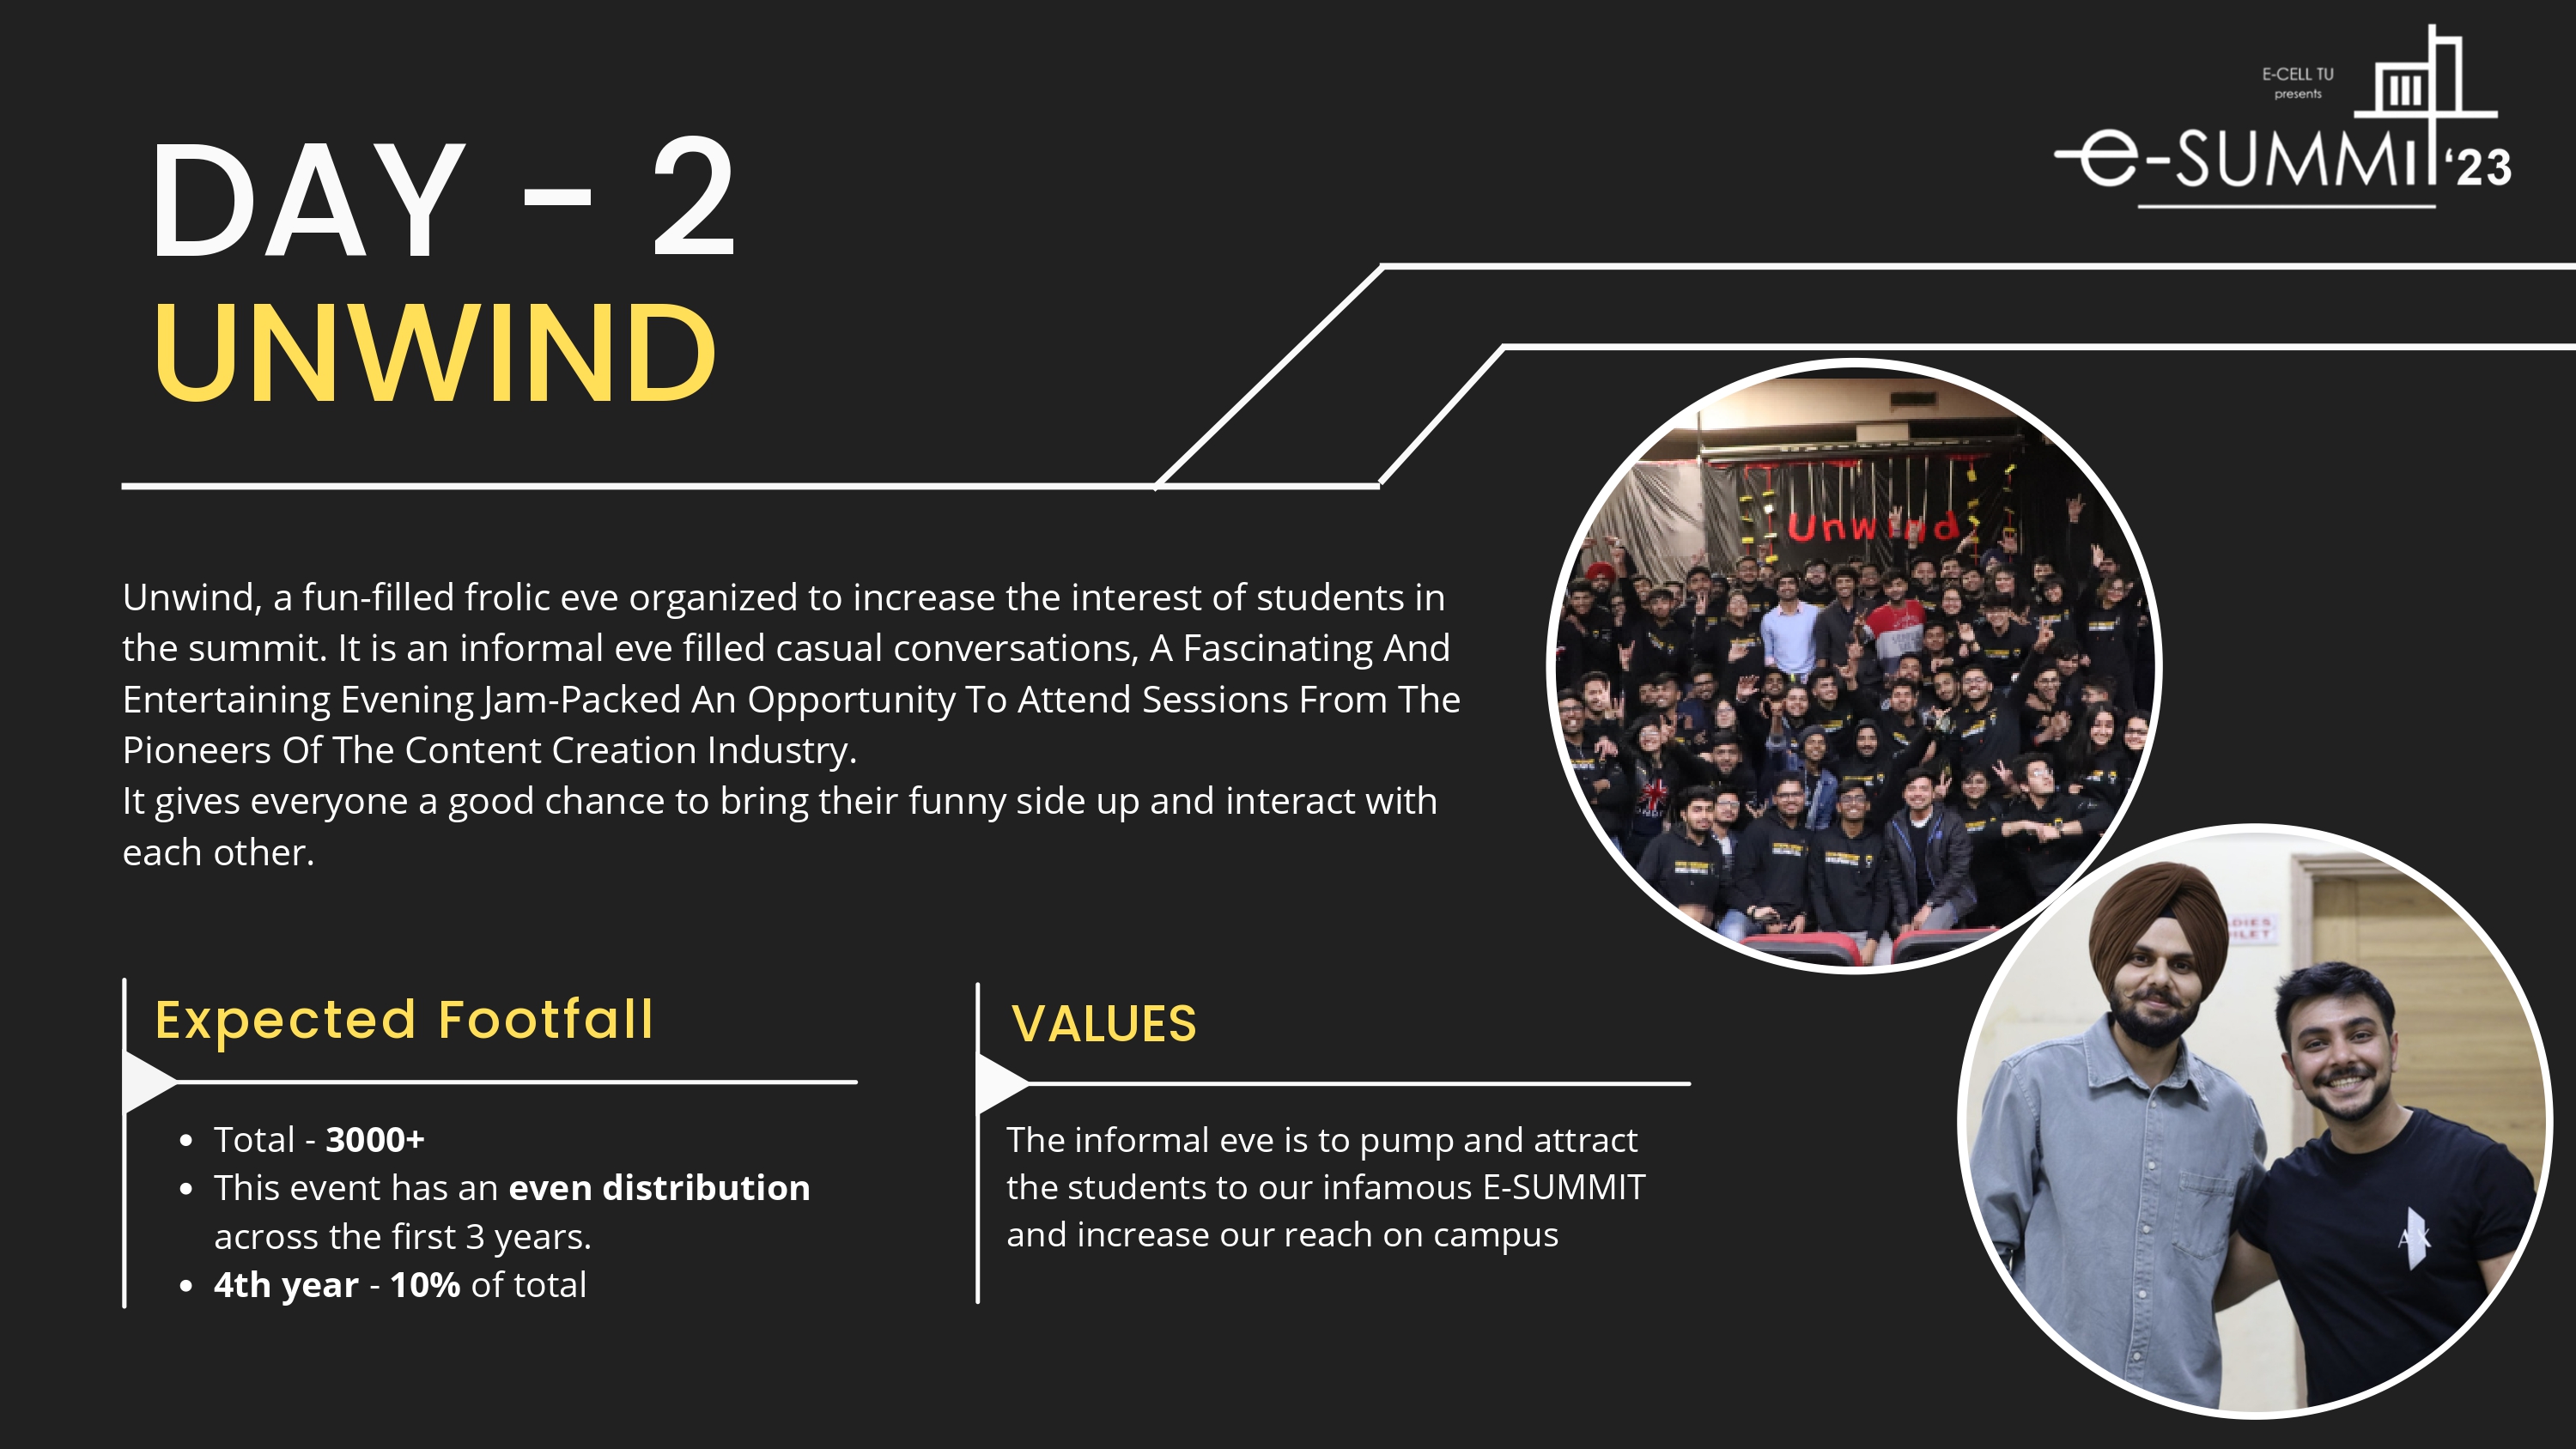 E-CELL TU
presents
e-SUMMIT '23
DAY - 2
UNWIND
Unwind, a fun-filled frolic eve organized to increase the interest of students in
the summit. It is an informal eve filled casual conversations, A Fascinating And
Entertaining Evening Jam-Packed An Opportunity To Attend Sessions From The
Pioneers Of The Content Creation Industry.
It gives everyone a good chance to bring their funny side up and interact with
each other.
Unwind
Expected Footfall
• Total - 3000+
• This event has an even distribution
across the first 3 years.
• 4th year - 10% of total
VALUES
The informal eve is to pump and attract
the students to our infamous E-SUMMIT
and increase our reach on campus
A X